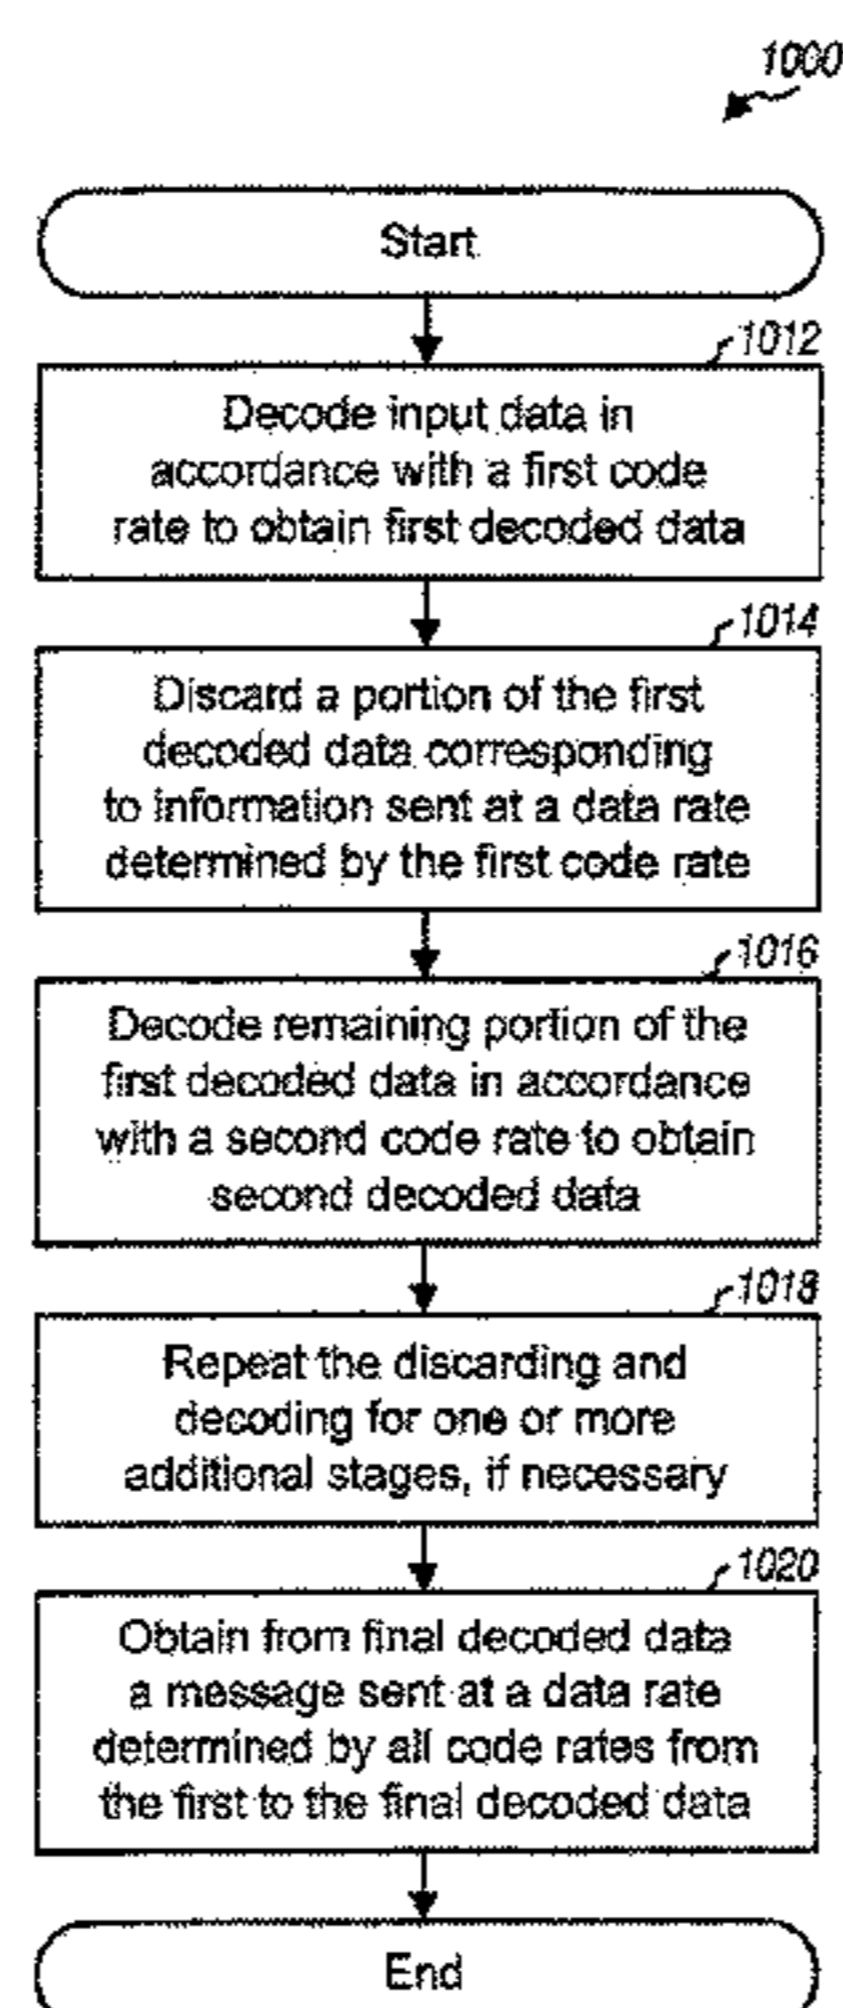 1000
Start
1012
Decode input data in
accordance with a first code
rate to obtain first decoded data
1014
Discard a portion of the first
decoded data corresponding
to information sent at a data rate
determined by the first code rate
1016
Decode remaining portion of the
first decoded data in accordance
with a second code rate to obtain
second decoded data
1018
Repeat the discarding and
decoding for one or more
additional stages, if necessary
1020
Obtain from final decoded data
a message sent at a data rate
determined by all code rates from
the first to the final decoded data
End